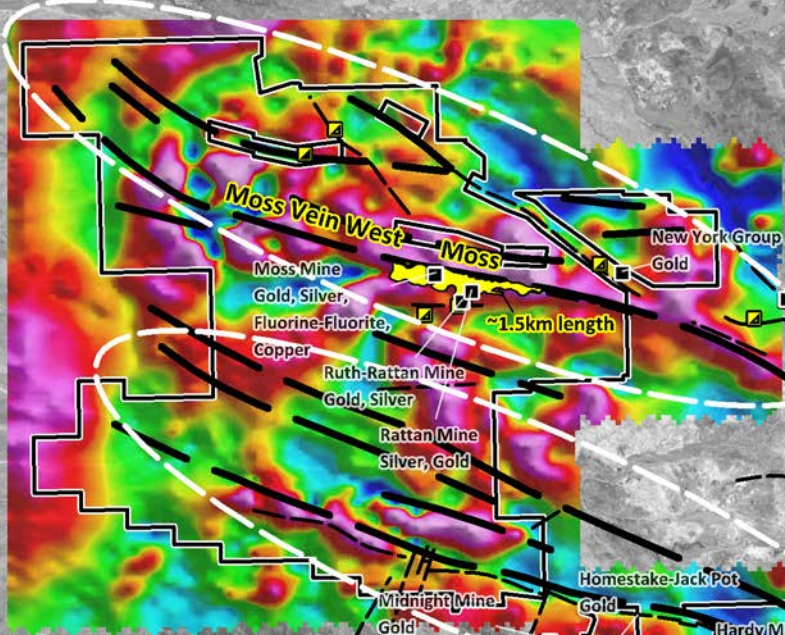 Moss Vein West
Moss
New York Group
Gold
Moss Mine
Gold, Silver,
Fluorine-Fluorite,
Copper
~1.5km length
Ruth-Rattan Mine
Gold, Silver
Rattan Mine
Silver, Gold
Homestake-Jack Pot
Gold
Midnight Mine
Gold
Hardy M